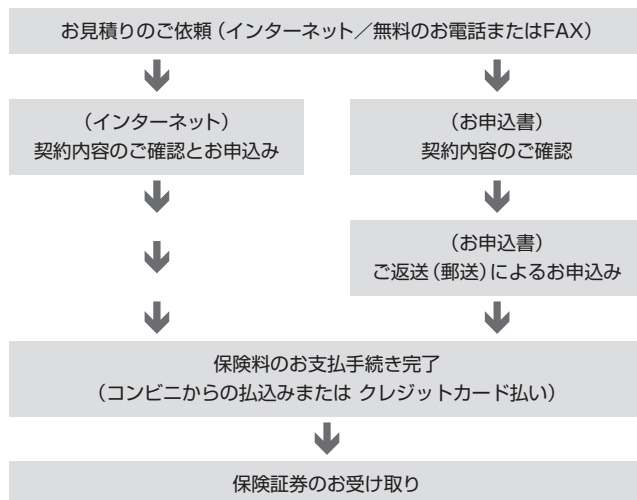 お見積りのご依頼（インターネット／無料のお電話またはFAX）
（インターネット）
契約内容のご確認とお申込み
（お申込書）
契約内容のご確認
（お申込書）
ご返送（郵送）によるお申込み
保険料のお支払手続き完了
（コンビニからの払込みまたは クレジットカード払い）
保険証券のお受け取り